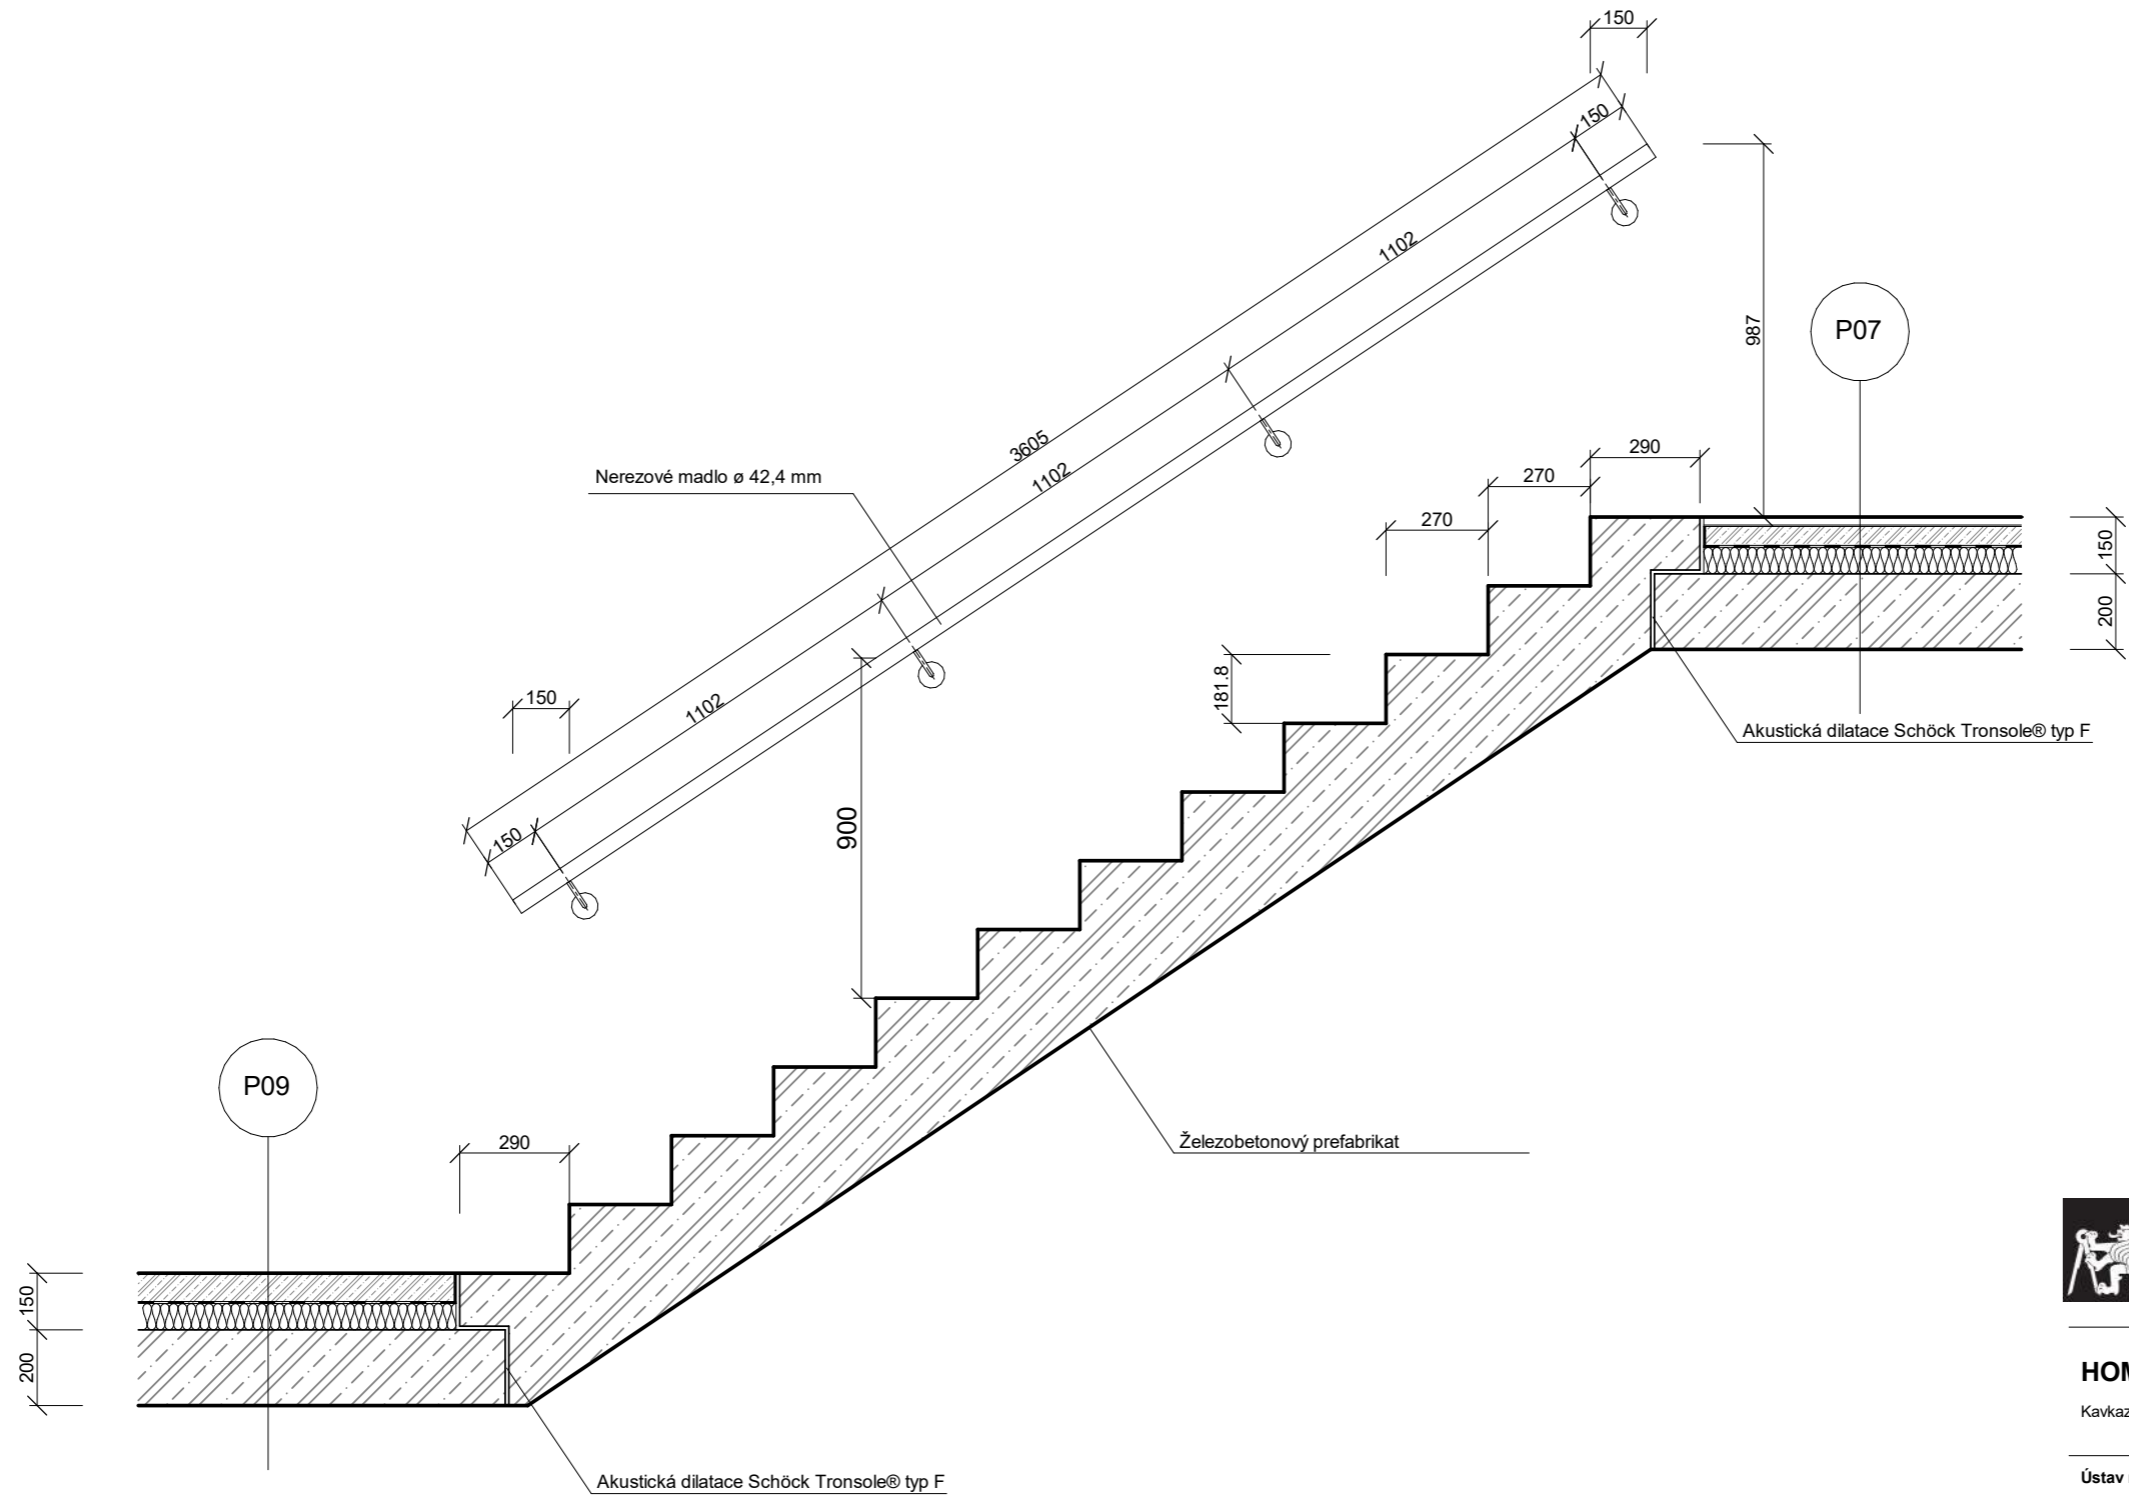 150
150
1102
987
P07
3605
1102
290
Nerezové madlo ø 42,4 mm
270
270
150
200
181.8
150
1102
Akustická dilatace Schöck Tronsole® typ F
900
150
P09
290
Železobetonový prefabrikat
150
200
HOM
Kavkaz
Ústav
Akustická dilatace Schöck Tronsole® typ F